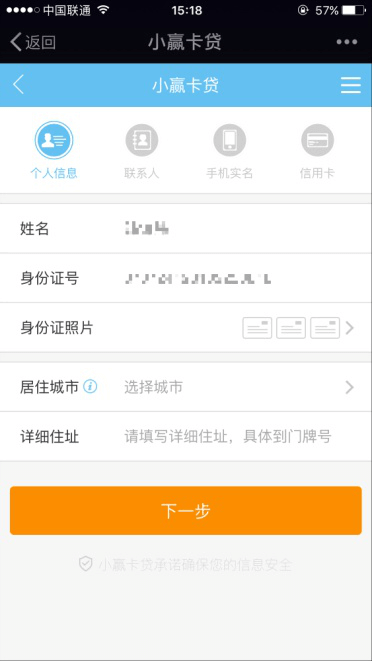 中国联通 15:18 57%
返回 小赢卡贷
小赢卡贷
个人信息 联系人 手机实名 信用卡
姓名
身份证号
身份证照片
居住城市 选择城市
详细住址 请填写详细住址，具体到门牌号
下一步
小赢卡贷承诺确保您的信息安全